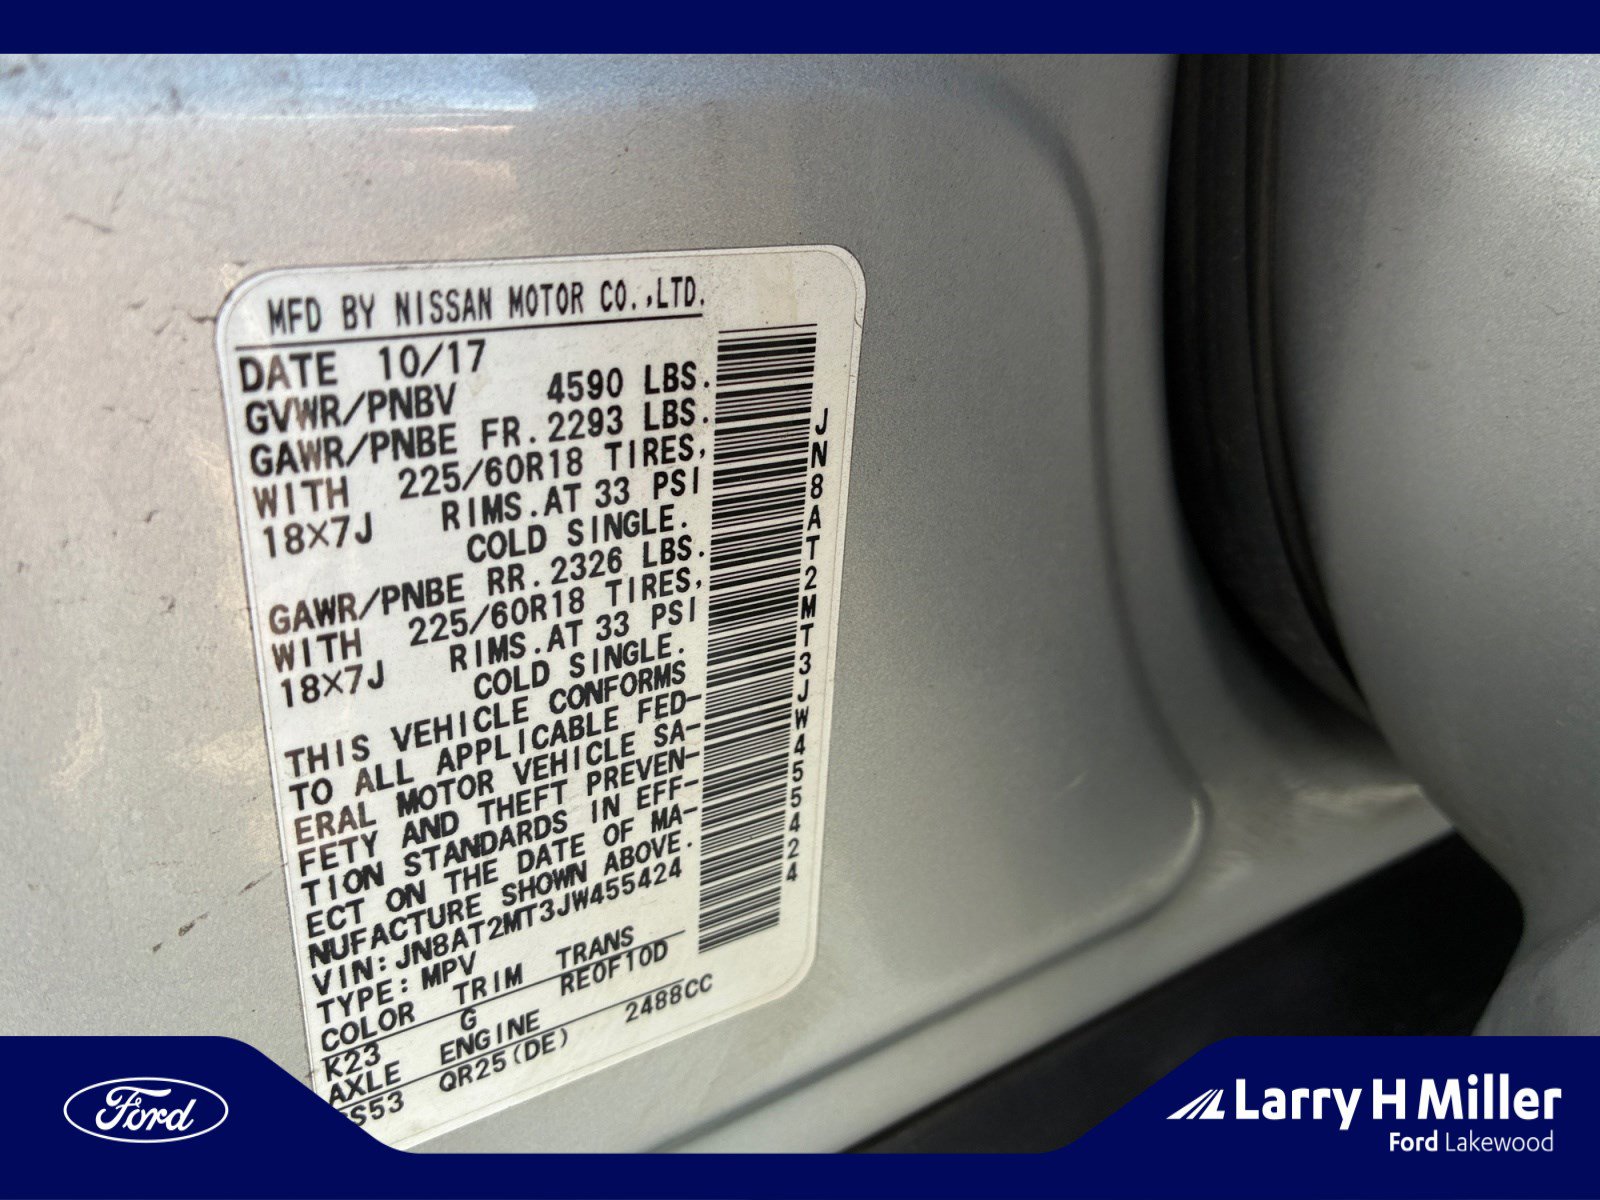 MFD BY NISSAN MOTOR CO.,LTD.
DATE 10/17
GVWR/PNBV 4590 LBS.
GAWR/PNBE FR.2293 LBS.
WITH 225/60R18 TIRES,
18X7J RIMS.AT 33 PSI
COLD SINGLE.
GAWR/PNBE RR.2326 LBS.
WITH 225/60R18 TIRES,
18X7J RIMS.AT 33 PSI
COLD SINGLE.
THIS VEHICLE CONFORMS
TO ALL APPLICABLE FED-
ERAL MOTOR VEHICLE SA-
FETY AND THEFT PREVEN-
TION STANDARDS IN EFF-
ECT ON THE DATE OF MA-
NUFACTURE SHOWN ABOVE.
VIN:JN8AT2MT3JW455424
TYPE:MPV
COLOR TRIM TRANS
K23 G RE0F10D
AXLE ENGINE
QR25(DE) 2488CC
JN8AT2MT3JW455424
Ford
Larry H Miller
Ford Lakewood